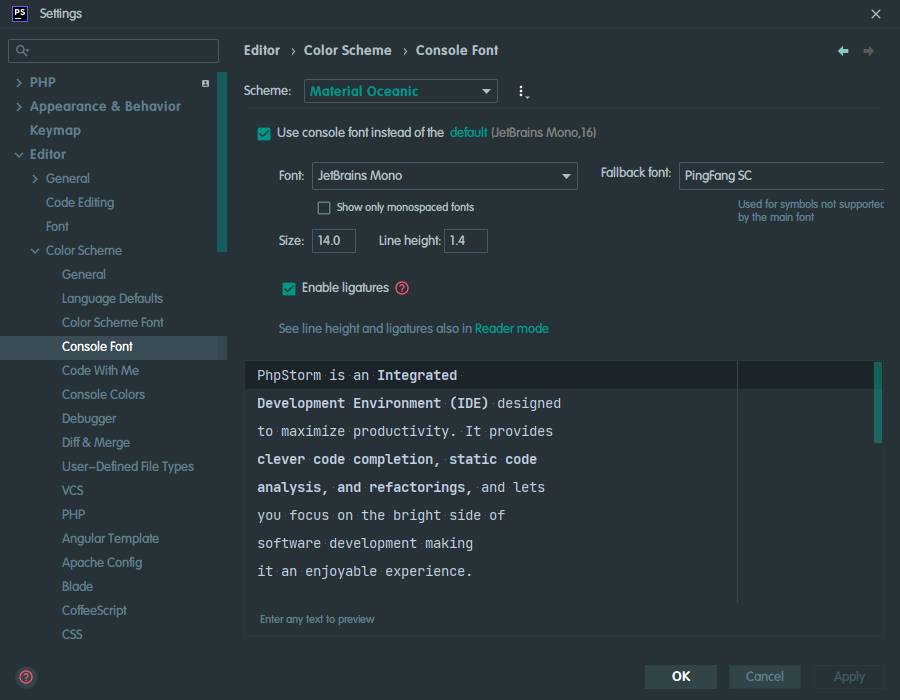 PS Settings
Editor › Color Scheme › Console Font
PHP
Appearance & Behavior
Keymap
Editor
General
Code Editing
Font
Color Scheme
General
Language Defaults
Color Scheme Font
Console Font
Code With Me
Console Colors
Debugger
Diff & Merge
User–Defined File Types
VCS
PHP
Angular Template
Apache Config
Blade
CoffeeScript
CSS
Scheme: Material Oceanic
Use console font instead of the default (JetBrains Mono,16)
Font: JetBrains Mono
Fallback font: PingFang SC
Show only monospaced fonts
Used for symbols not supported
by the main font
Size: 14.0 Line height: 1.4
Enable ligatures ?
See line height and ligatures also in Reader mode
PhpStorm is an Integrated
Development Environment (IDE) designed
to maximize productivity. It provides
clever code completion, static code
analysis, and refactorings, and lets
you focus on the bright side of
software development making
it an enjoyable experience.
Enter any text to preview
?
OK Cancel Apply